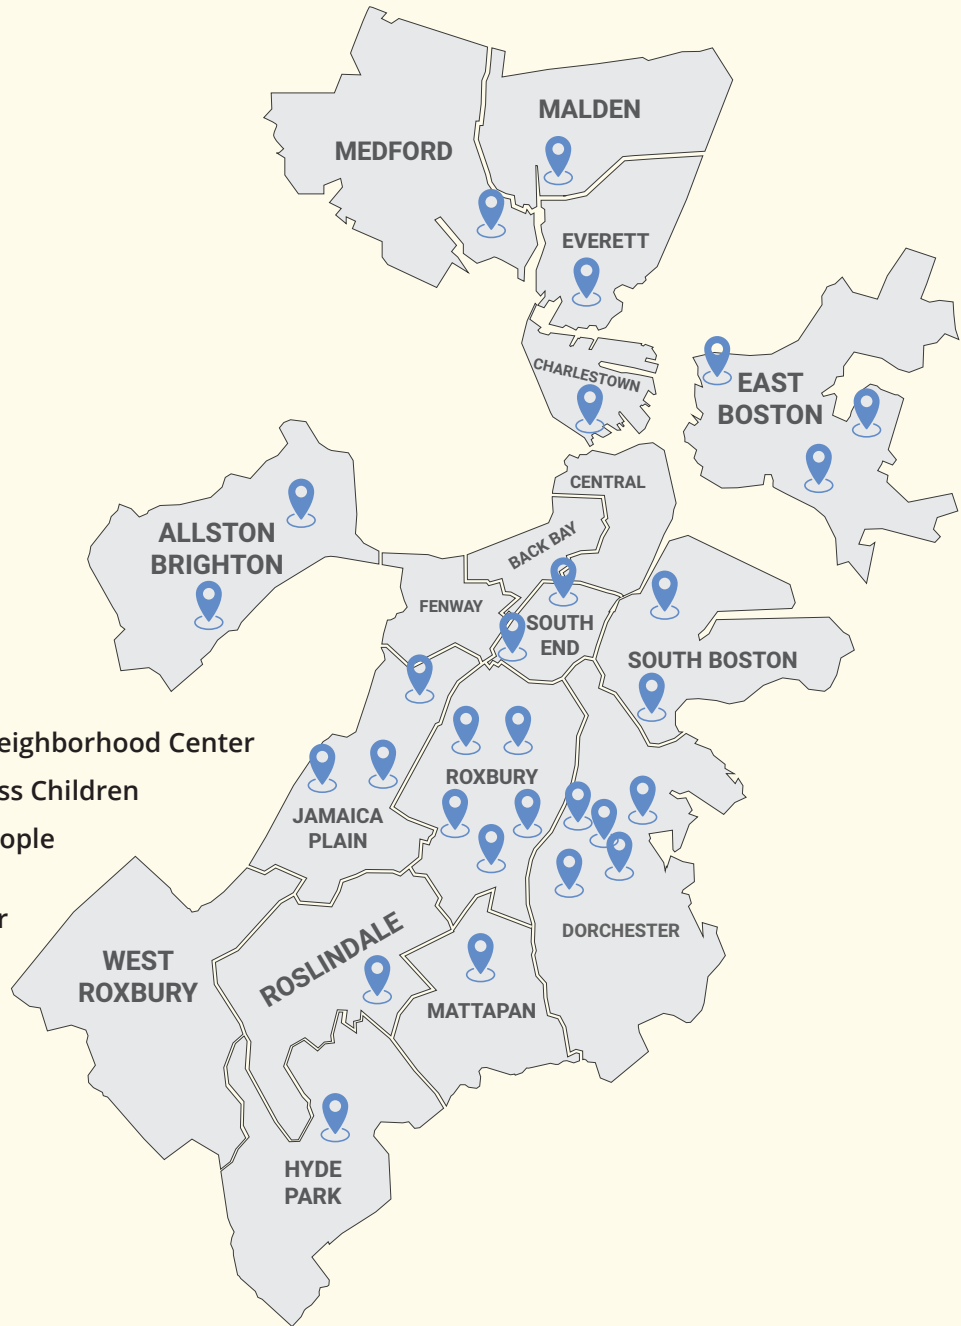 MALDEN
MEDFORD
EVERETT
CHARLESTOWN
EAST
BOSTON
CENTRAL
ALLSTON
BRIGHTON
BACK BAY
FENWAY
SOUTH
END
SOUTH BOSTON
eighborhood Center
ss Children
ople
r
ROXBURY
JAMAICA
PLAIN
DORCHESTER
WEST
ROXBURY
ROSLINDALE
MATTAPAN
HYDE
PARK